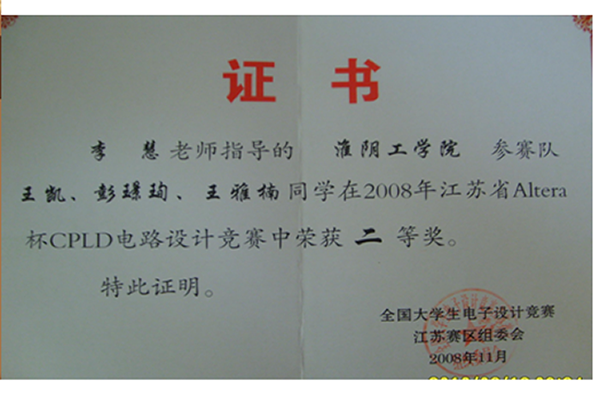 证书
李慧老师指导的 淮阴工学院 参赛队
王凯、彭璟珣、王雅楠同学在2008年江苏省Altera
杯CPLD电路设计竞赛中荣获 二 等奖。
特此证明。
全国大学生电子设计竞赛
江苏赛区组委会
2008年11月